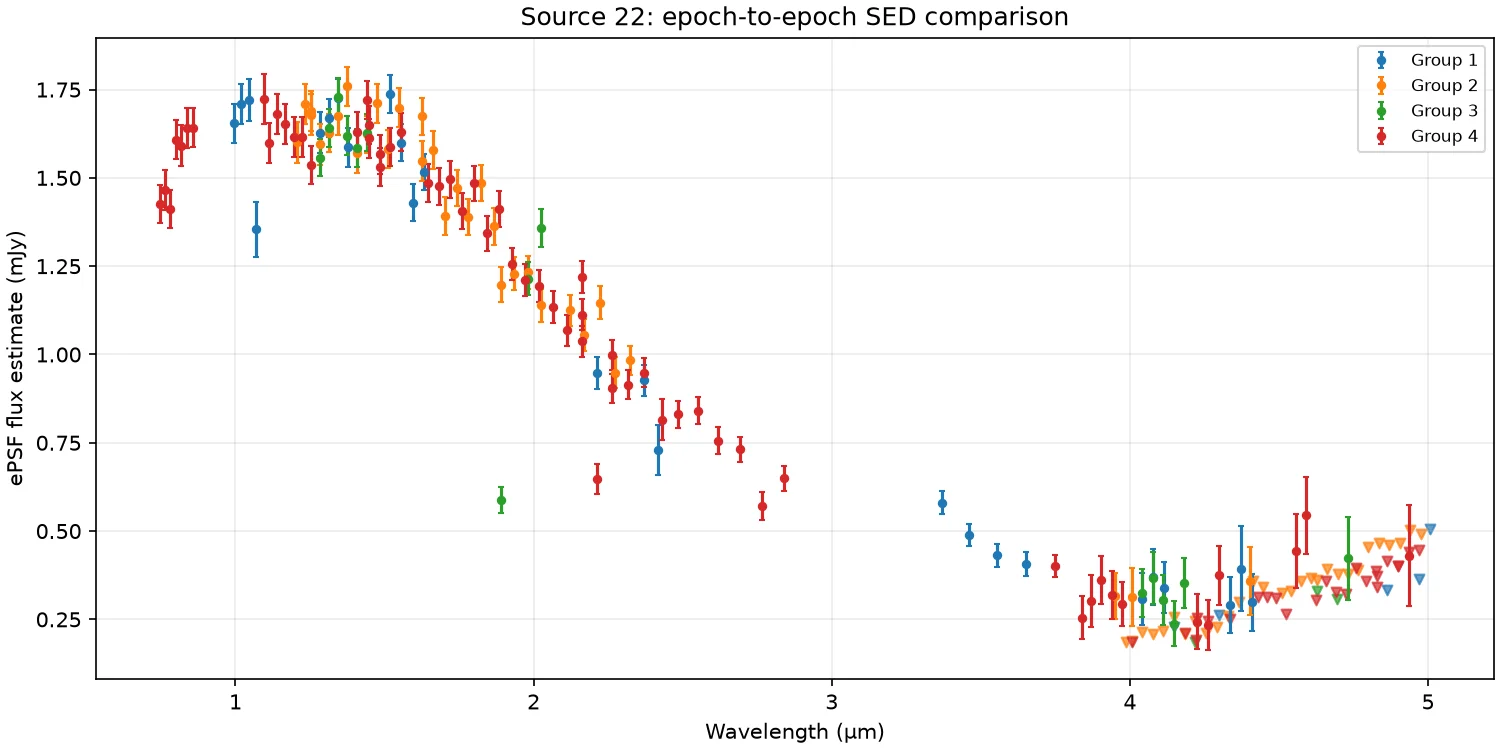 Source 22: epoch-to-epoch SED comparison
Group 1
Group 2
Group 3
Group 4
ePSF flux estimate (mJy)
1.75
1.50
1.25
1.00
0.75
0.50
0.25
1 2 3 4 5
Wavelength (μm)